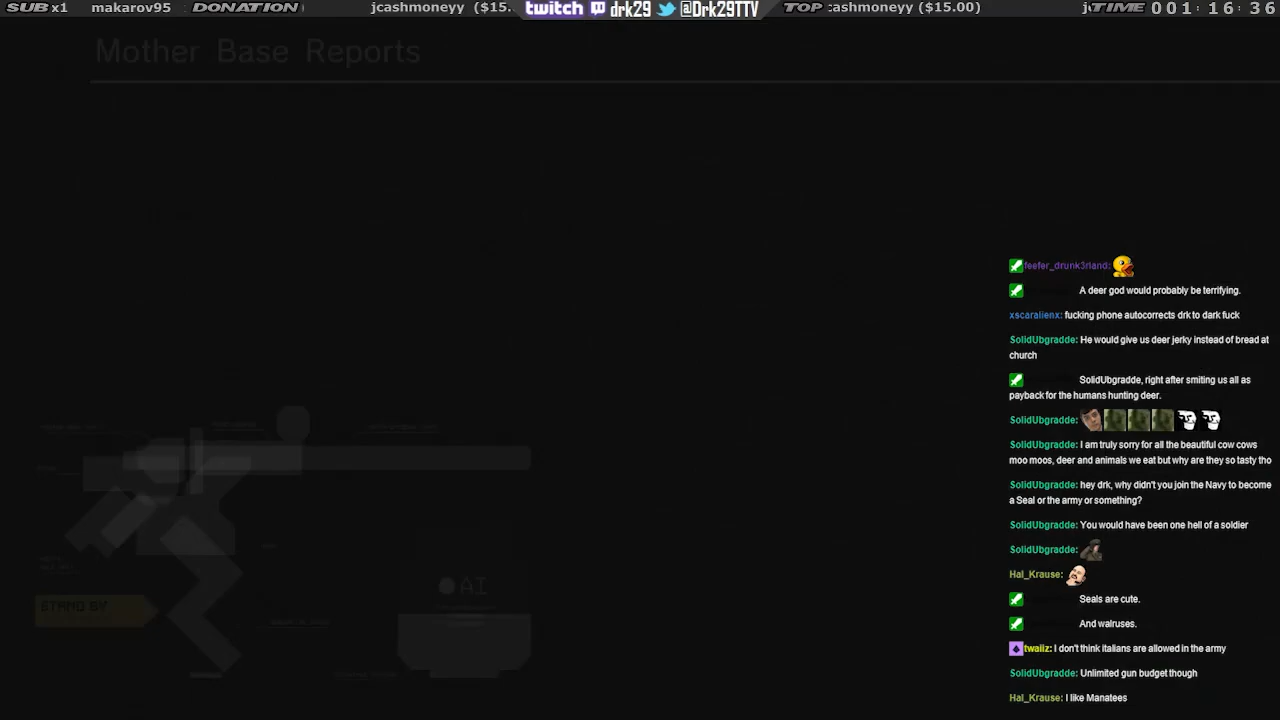 SUB x1 makarov95 DONATION jcashmoneyy ($15. twitch drk29 @Drk29TTV TOP :ashmoneyy ($15.00) j TIME 001:16:36
Mother Base Reports
feefer_drunk3rland:
A deer god would probably be terrifying.
xscaralienx: fucking phone autocorrects drk to dark fuck
SolidUbgradde: He would give us deer jerky instead of bread at
church
SolidUbgradde, right after smiting us all as
payback for the humans hunting deer.
SolidUbgradde:
SolidUbgradde: I am truly sorry for all the beautiful cow cows
moo moos, deer and animals we eat but why are they so tasty tho
SolidUbgradde: hey drk, why didn't you join the Navy to become
a Seal or the army or something?
SolidUbgradde: You would have been one hell of a soldier
SolidUbgradde:
Hal_Krause:
Seals are cute.
And walruses.
twaiiz: I don't think italians are allowed in the army
SolidUbgradde: Unlimited gun budget though
Hal_Krause: I like Manatees
AI
STAND BY